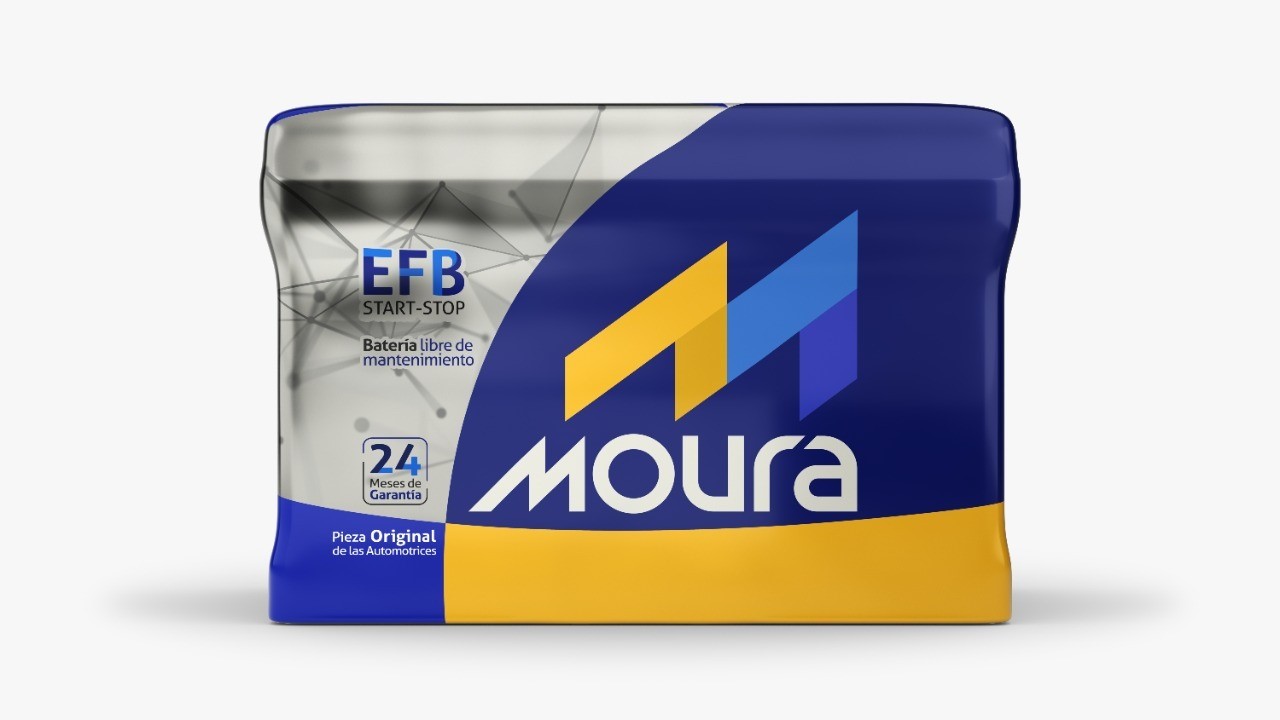 EFB
START-STOP
Batería libre de
mantenimiento
24
Meses de
Garantía
Pieza Original
de las Automotrices
moura